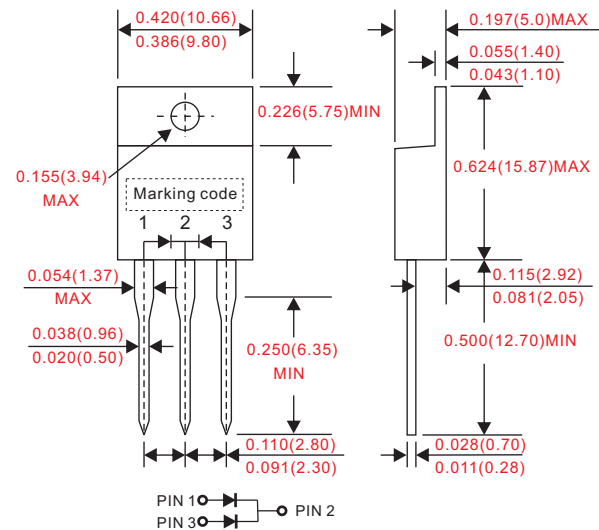 0.420(10.66)
0.386(9.80)
0.197(5.0)MAX
0.055(1.40)
0.043(1.10)
0.226(5.75)MIN
0.155(3.94)
MAX
0.624(15.87)MAX
Marking code
1 2 3
0.054(1.37)
MAX
0.115(2.92)
0.081(2.05)
0.038(0.96)
0.020(0.50)
0.250(6.35)
MIN
0.500(12.70)MIN
0.110(2.80)
0.091(2.30)
0.028(0.70)
0.011(0.28)
PIN 1
PIN 2
PIN 3